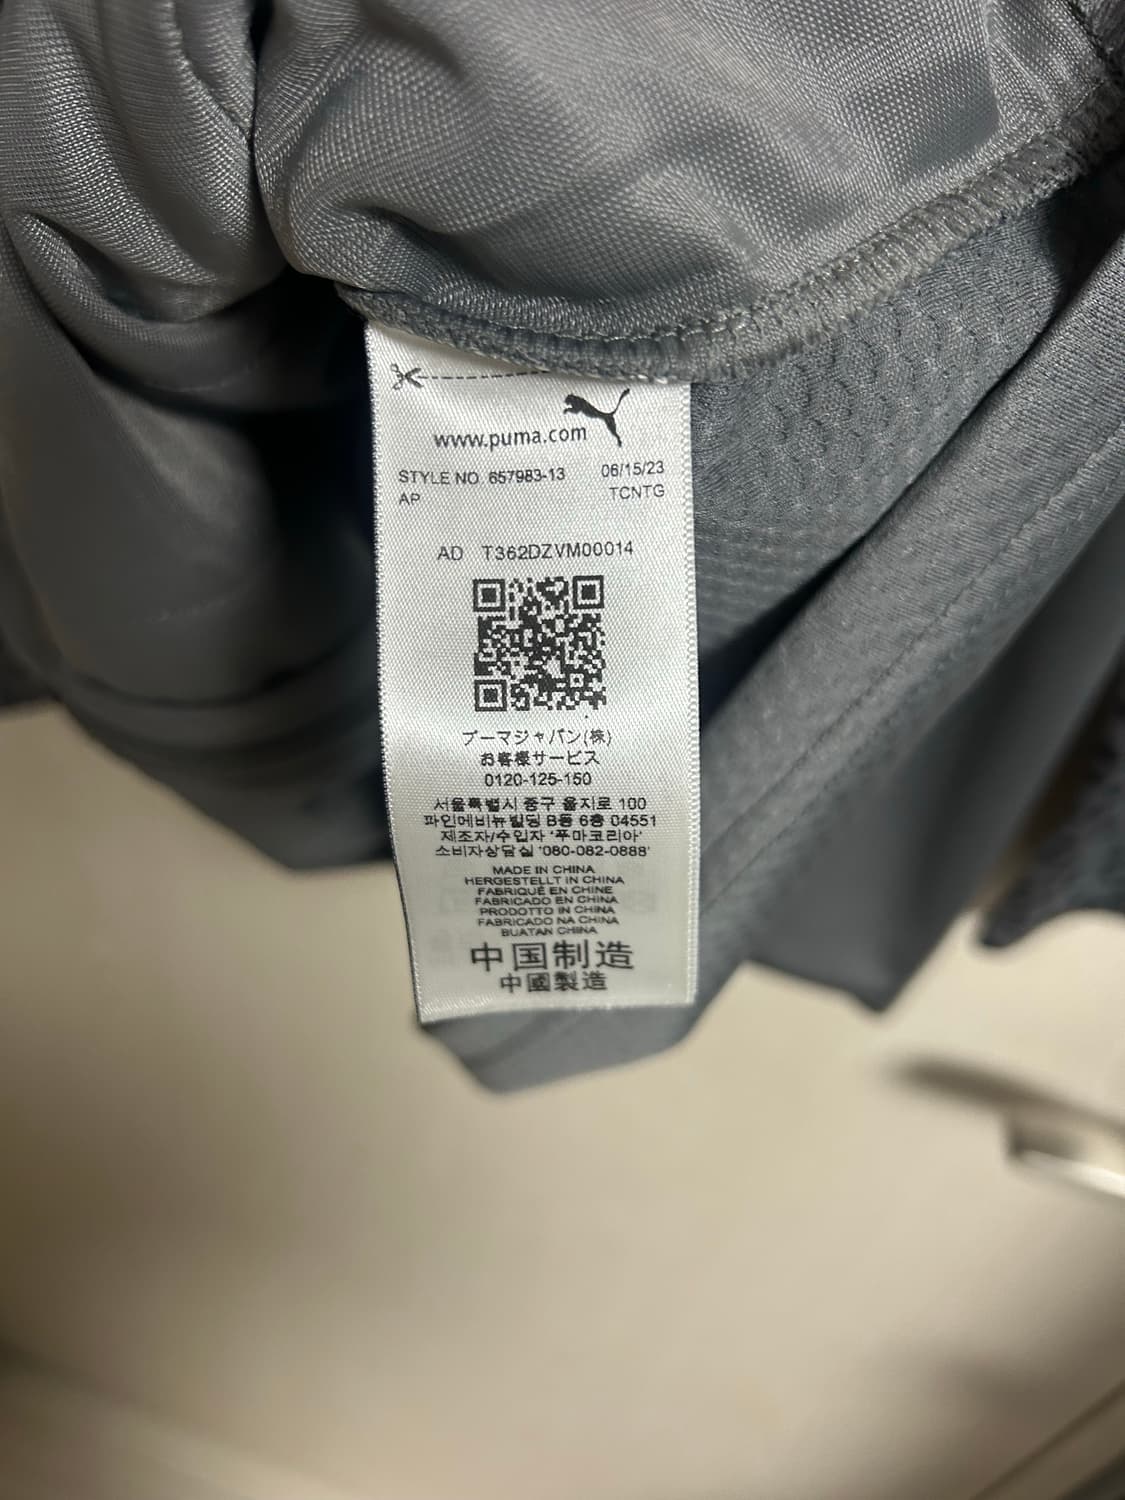 www.puma.com
STYLE NO 657983-13 06/15/23
AP TCNTG
AD T362DZVM00014
プーマジャパン(株)
お客様サービス
0120-125-150
서울특별시 중구 을지로 100
파인에비뉴빌딩 B동 6층 04551
제조자/수입자 '푸마코리아'
소비자상담실 '080-082-0888'
MADE IN CHINA
HERGESTELLT IN CHINA
FABRIQUÉ EN CHINE
FABRICADO EN CHINA
PRODOTTO IN CHINA
FABRICADO NA CHINA
BUATAN CHINA
中国制造
中國製造